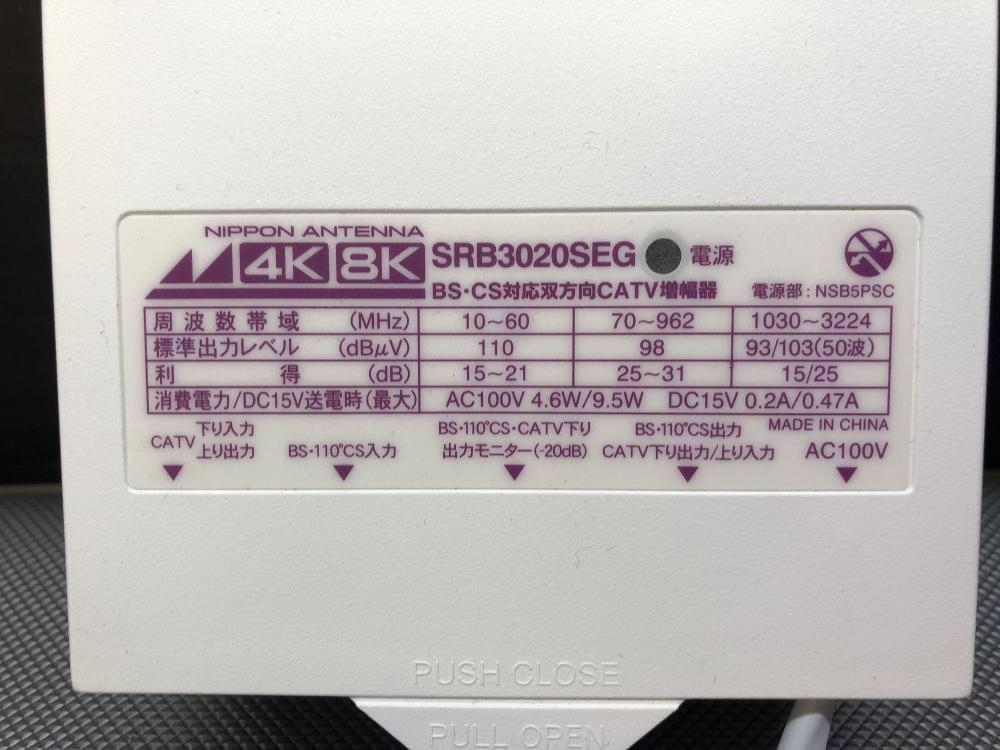 NIPPON ANTENNA
4K 8K SRB3020SEG 電源
BS・CS対応双方向CATV増幅器 電源部:NSB5PSC
周波数帯域 (MHz) 10~60 70~962 1030~3224
標準出力レベル (dBμV) 110 98 93/103(50波)
利得 (dB) 15~21 25~31 15/25
消費電力/DC15V送電時(最大) AC100V 4.6W/9.5W DC15V 0.2A/0.47A
MADE IN CHINA
CATV 下り入力 上り出力
BS・110°CS入力
BS・110°CS・CATV下り
出力モニター(-20dB)
BS・110°CS出力
CATV下り出力/上り入力
AC100V
PUSH CLOSE
PULL OPEN